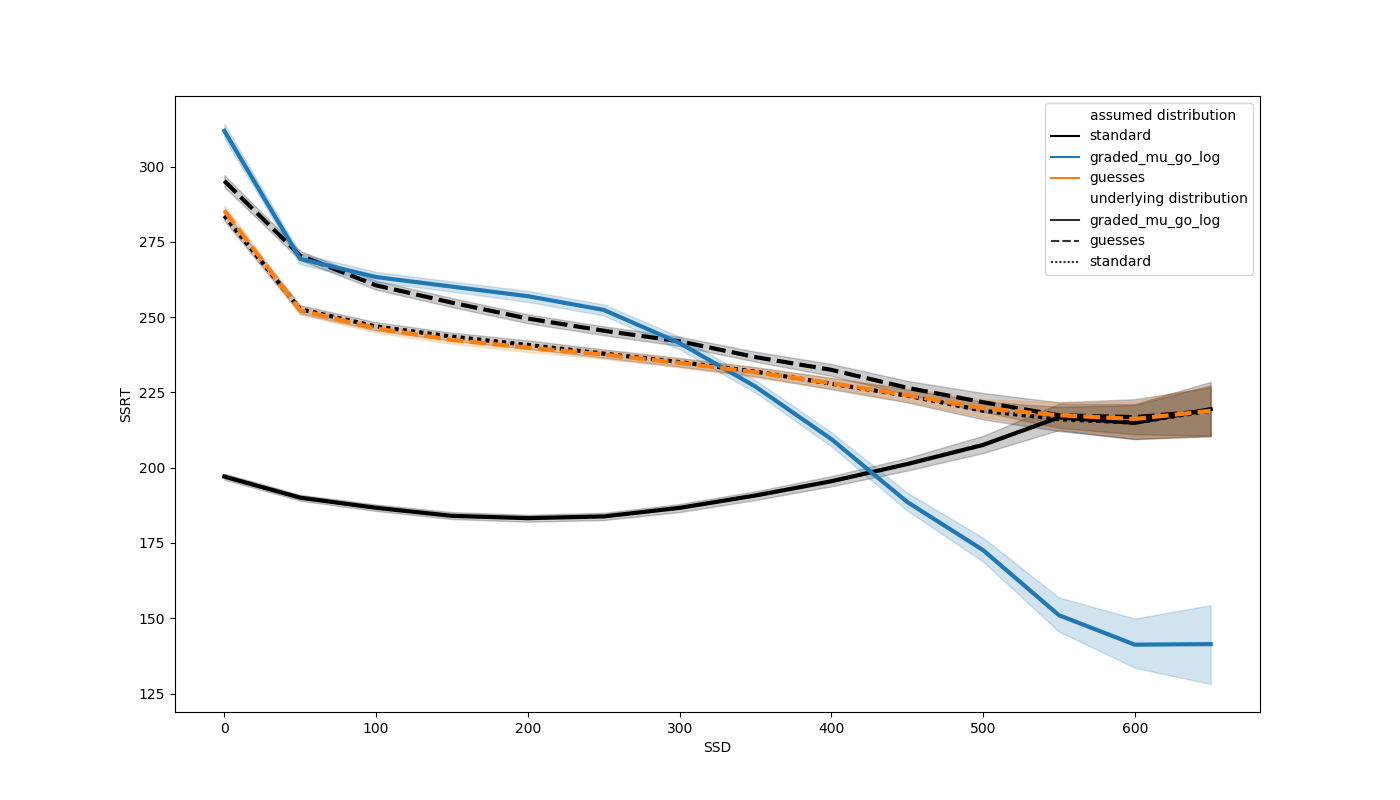 assumed distribution
standard
graded_mu_go_log
guesses
underlying distribution
graded_mu_go_log
guesses
standard
300
275
250
225
200
175
150
125
SSRT
0 100 200 300 400 500 600
SSD